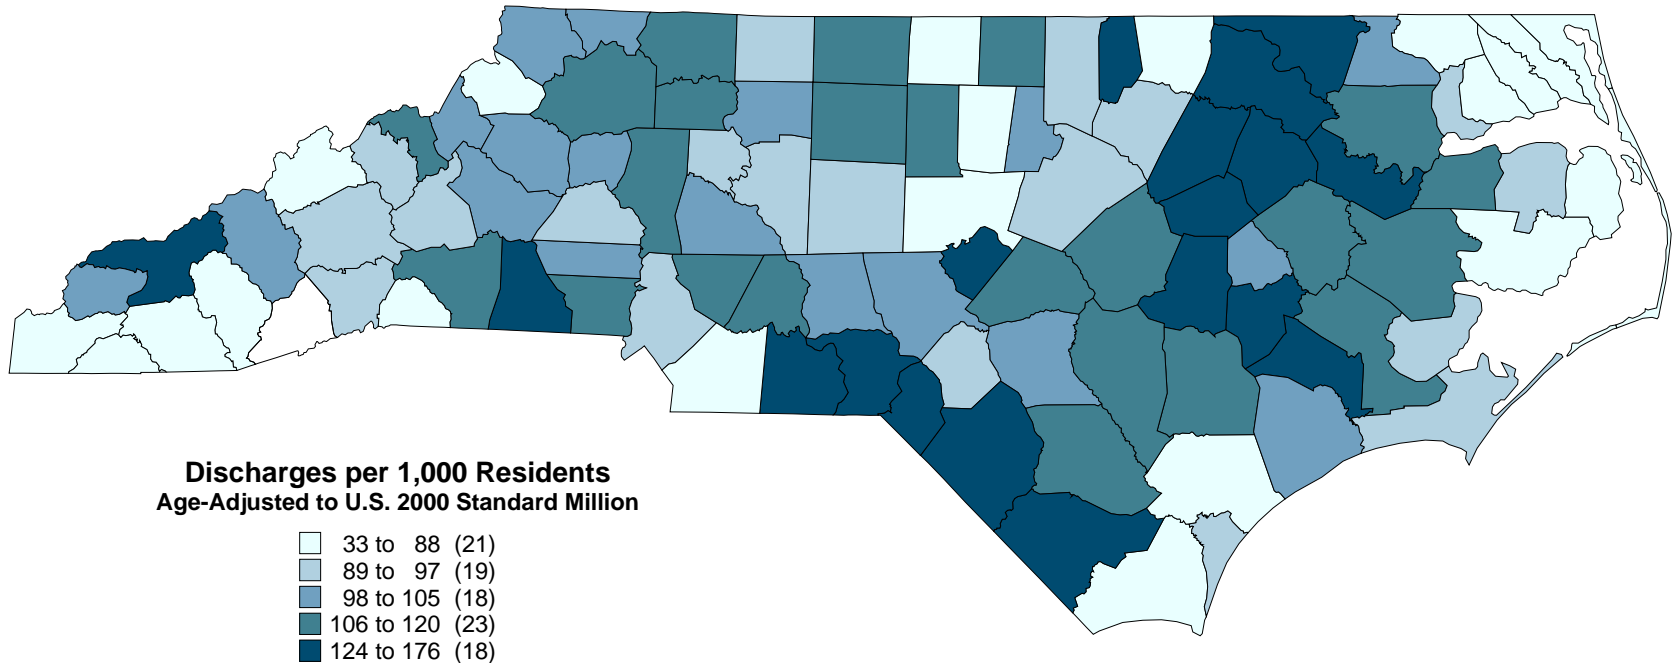 Discharges per 1,000 Residents
Age-Adjusted to U.S. 2000 Standard Million
33 to 88 (21)
89 to 97 (19)
98 to 105 (18)
106 to 120 (23)
124 to 176 (18)